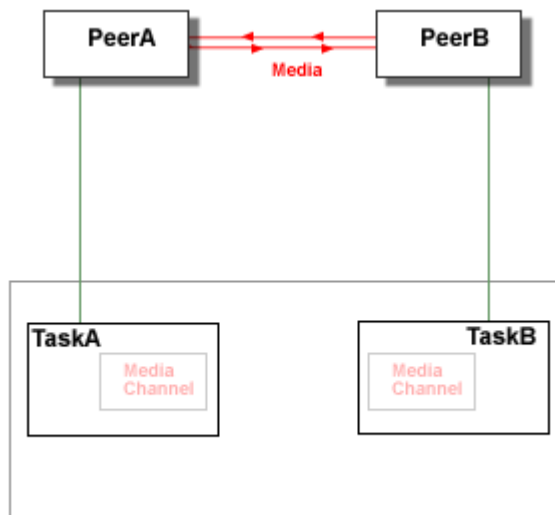 PeerA
PeerB
Media
TaskA
TaskB
Media
Channel
Media
Channel